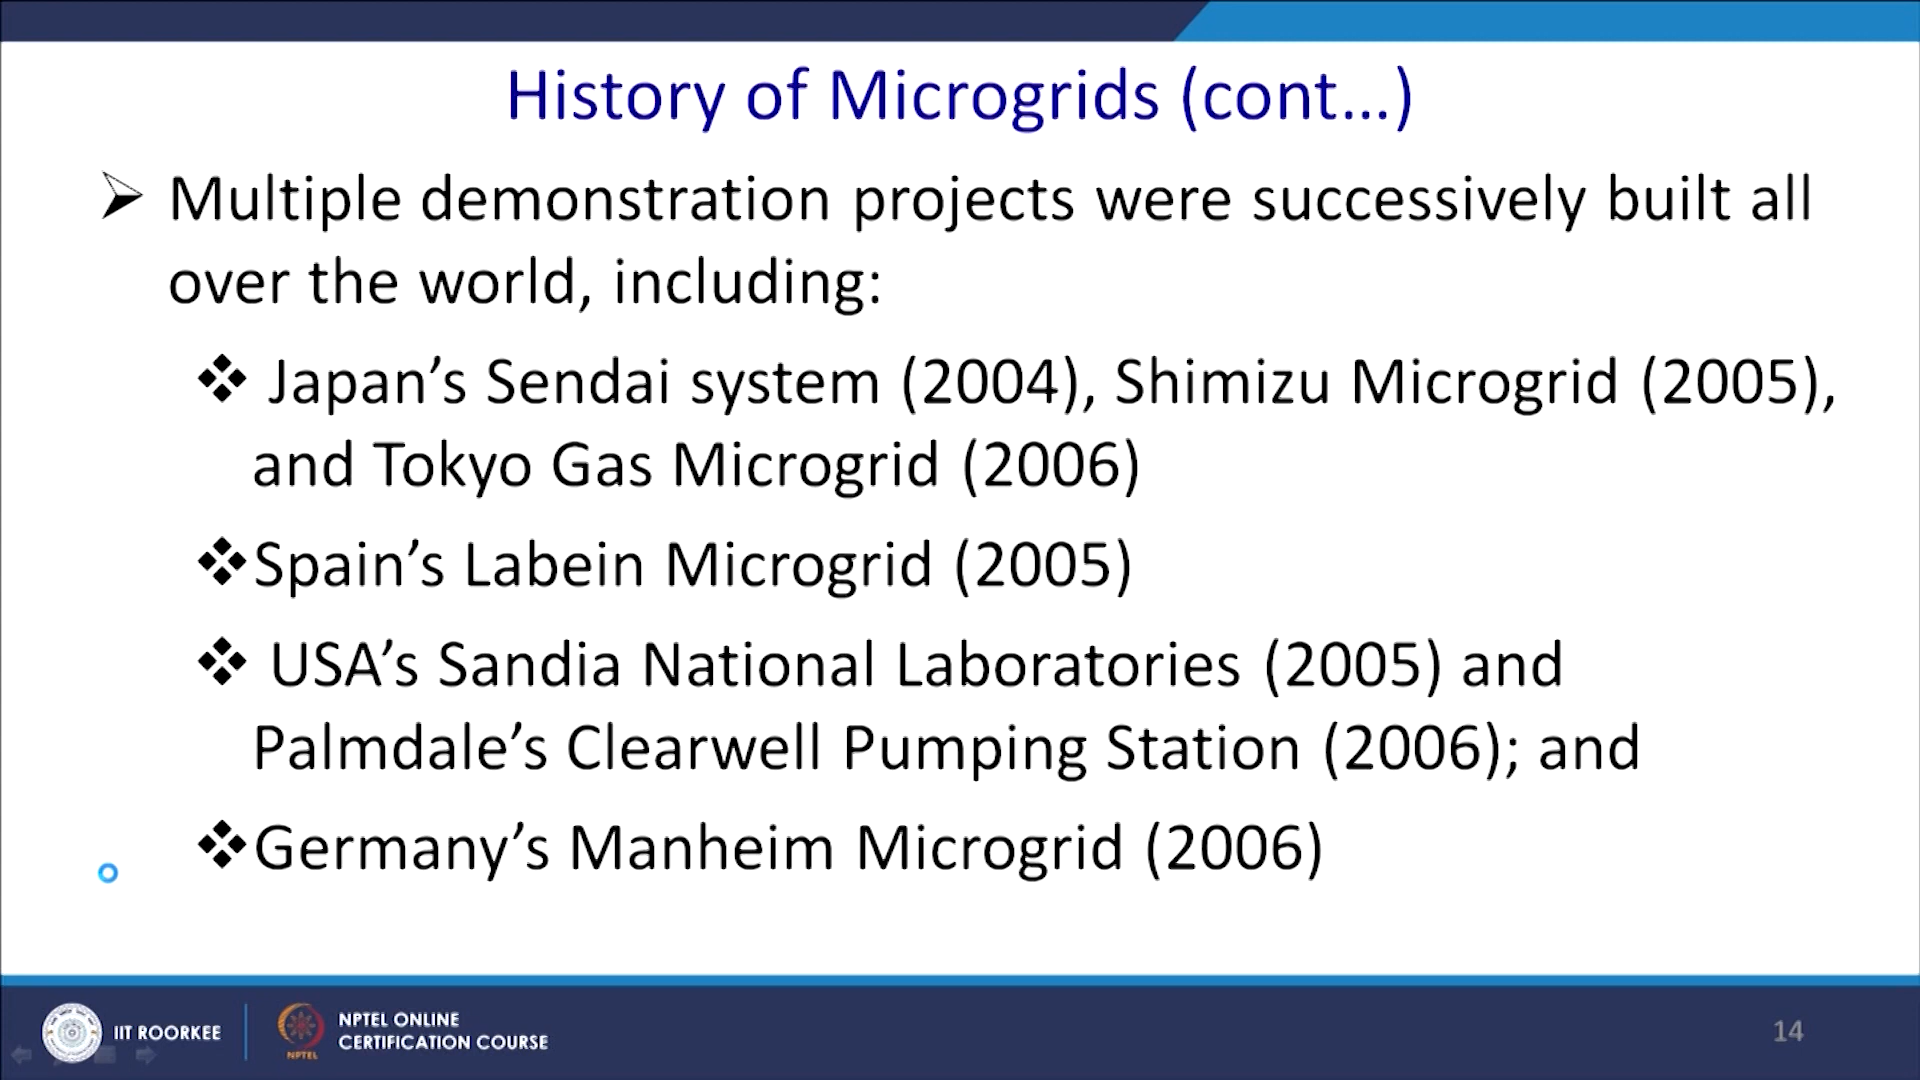 History of Microgrids (cont...)
➢ Multiple demonstration projects were successively built all
over the world, including:
❖ Japan’s Sendai system (2004), Shimizu Microgrid (2005),
and Tokyo Gas Microgrid (2006)
❖Spain’s Labein Microgrid (2005)
❖ USA’s Sandia National Laboratories (2005) and
Palmdale’s Clearwell Pumping Station (2006); and
❖Germany’s Manheim Microgrid (2006)
IIT ROORKEE
NPTEL
NPTEL ONLINE
CERTIFICATION COURSE
14